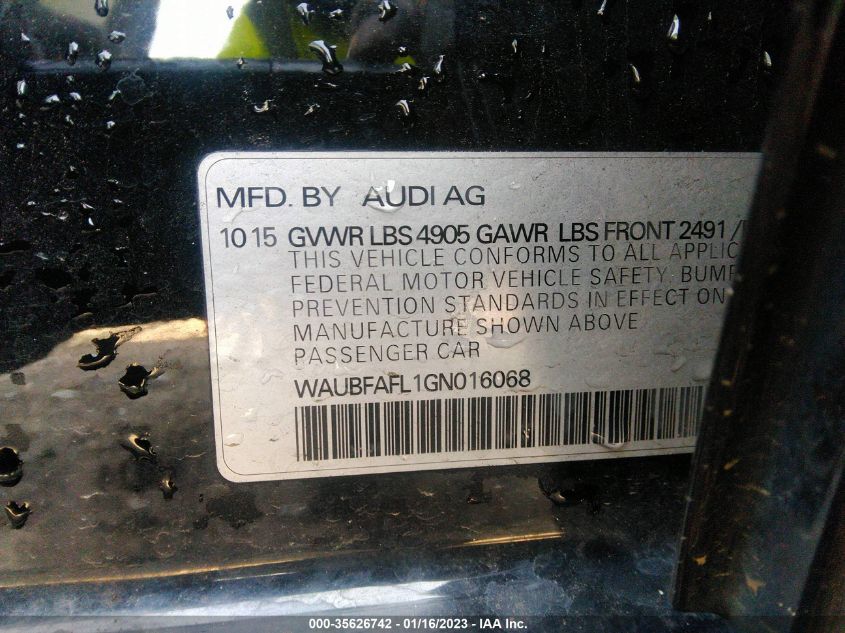 MFD. BY AUDI AG
10 15 GVWR LBS 4905 GAWR LBS FRONT 2491 /
THIS VEHICLE CONFORMS TO ALL
FEDERAL MOTOR VEHICLE SAFETY.
PREVENTION STANDARDS IN EFFECT ON
MANUFACTURE SHOWN ABOVE
PASSENGER CAR
WAUBFAFL1GN016068
000-35626742 - 01/16/2023 - IAA Inc.